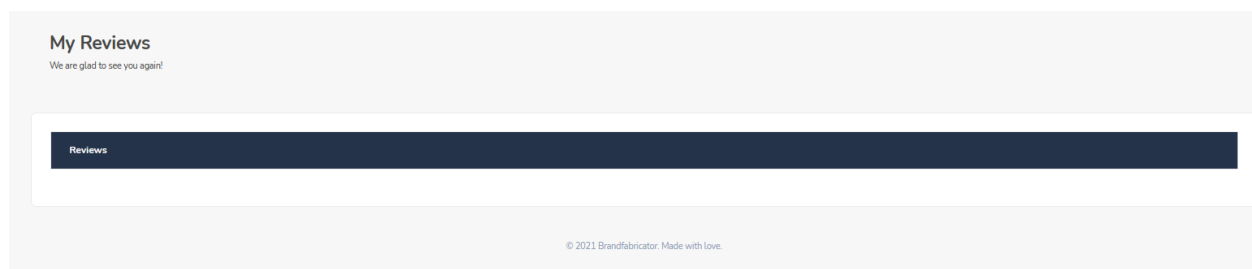 My Reviews
We are glad to see you again!
Reviews
© 2021 Brandfabricator. Made with love.